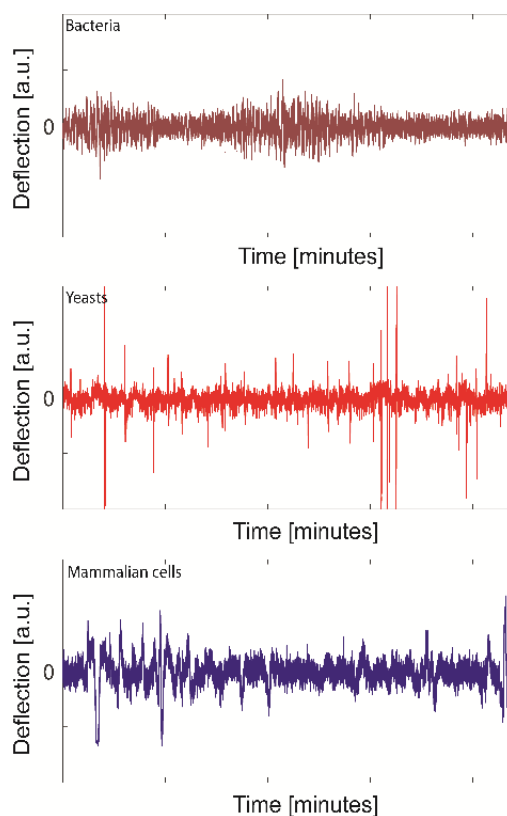 Bacteria
Deflection [a.u.]
0
Time [minutes]
Yeasts
Deflection [a.u.]
0
Time [minutes]
Mammalian cells
Deflection [a.u.]
0
Time [minutes]